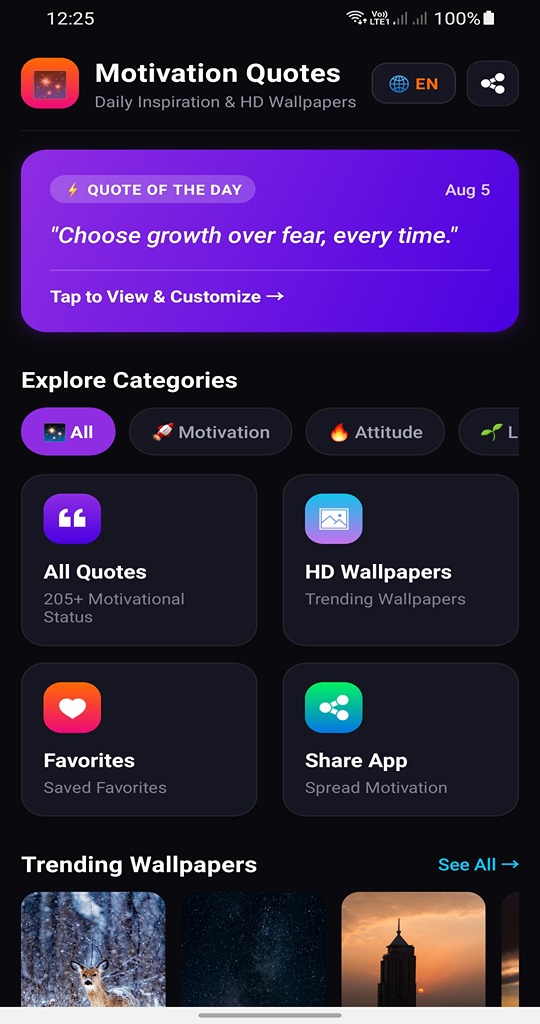 12:25
Vo)) LTE1 100%
Motivation Quotes
Daily Inspiration & HD Wallpapers
EN
⚡ QUOTE OF THE DAY
Aug 5
"Choose growth over fear, every time."
Tap to View & Customize →
Explore Categories
All
Motivation
Attitude
L
All Quotes
205+ Motivational
Status
HD Wallpapers
Trending Wallpapers
Favorites
Saved Favorites
Share App
Spread Motivation
Trending Wallpapers
See All →